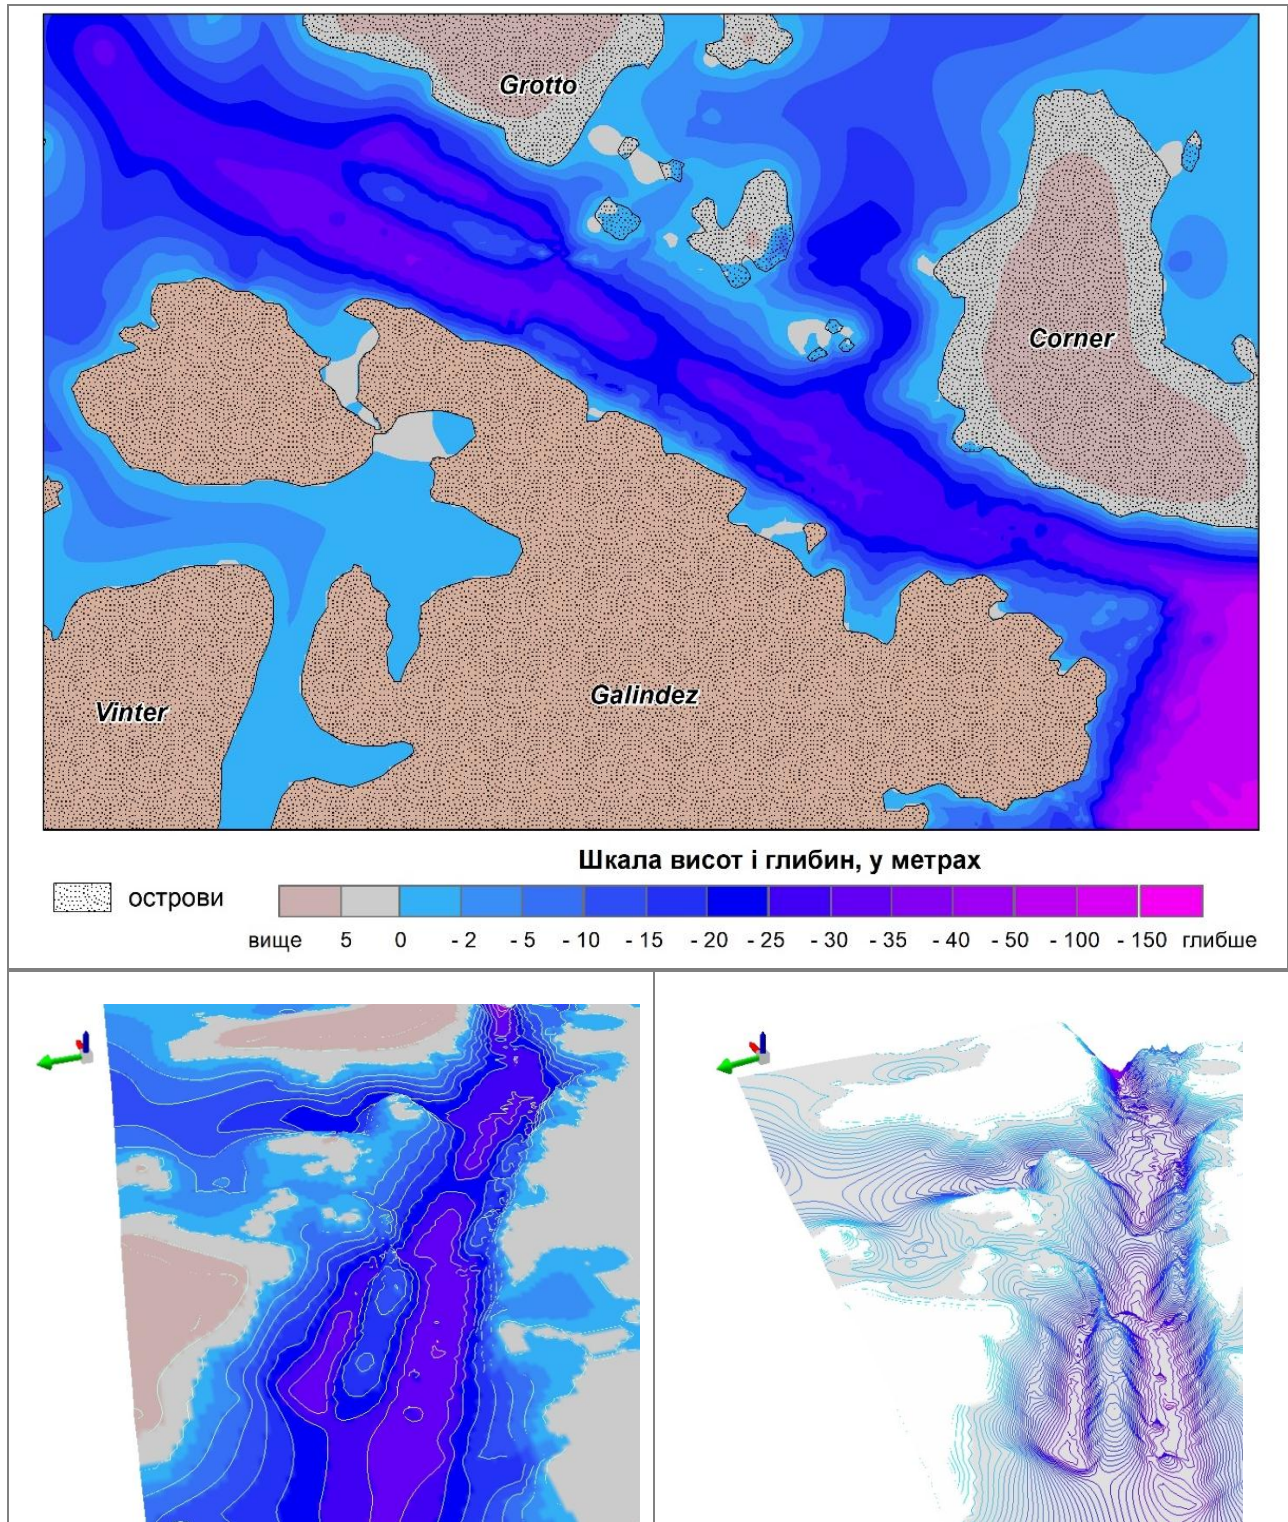 Grotto
Corner
Galindez
Vinter
Шкала висот і глибин, у метрах
острови
вище 5 0 - 2 - 5 - 10 - 15 - 20 - 25 - 30 - 35 - 40 - 50 - 100 - 150 глибше